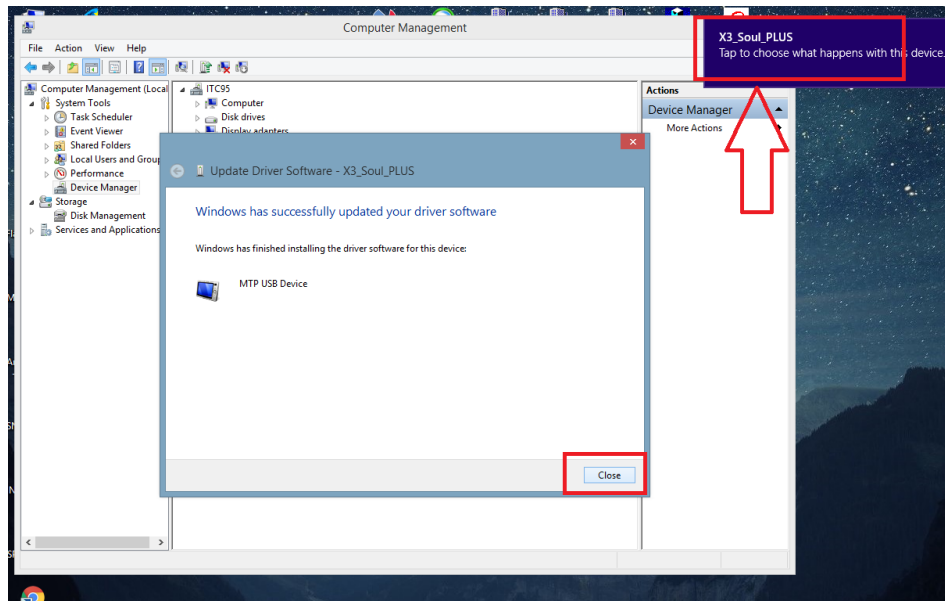 Computer Management
X3_Soul_PLUS
Tap to choose what happens with this device.
File Action View Help
Computer Management (Local
System Tools
Task Scheduler
Event Viewer
Shared Folders
Local Users and Group
Performance
Device Manager
Storage
Disk Management
Services and Applications
ITC95
Computer
Disk drives
Display adapters
Actions
Device Manager
More Actions
Update Driver Software - X3_Soul_PLUS
Windows has successfully updated your driver software
Windows has finished installing the driver software for this device:
MTP USB Device
Close